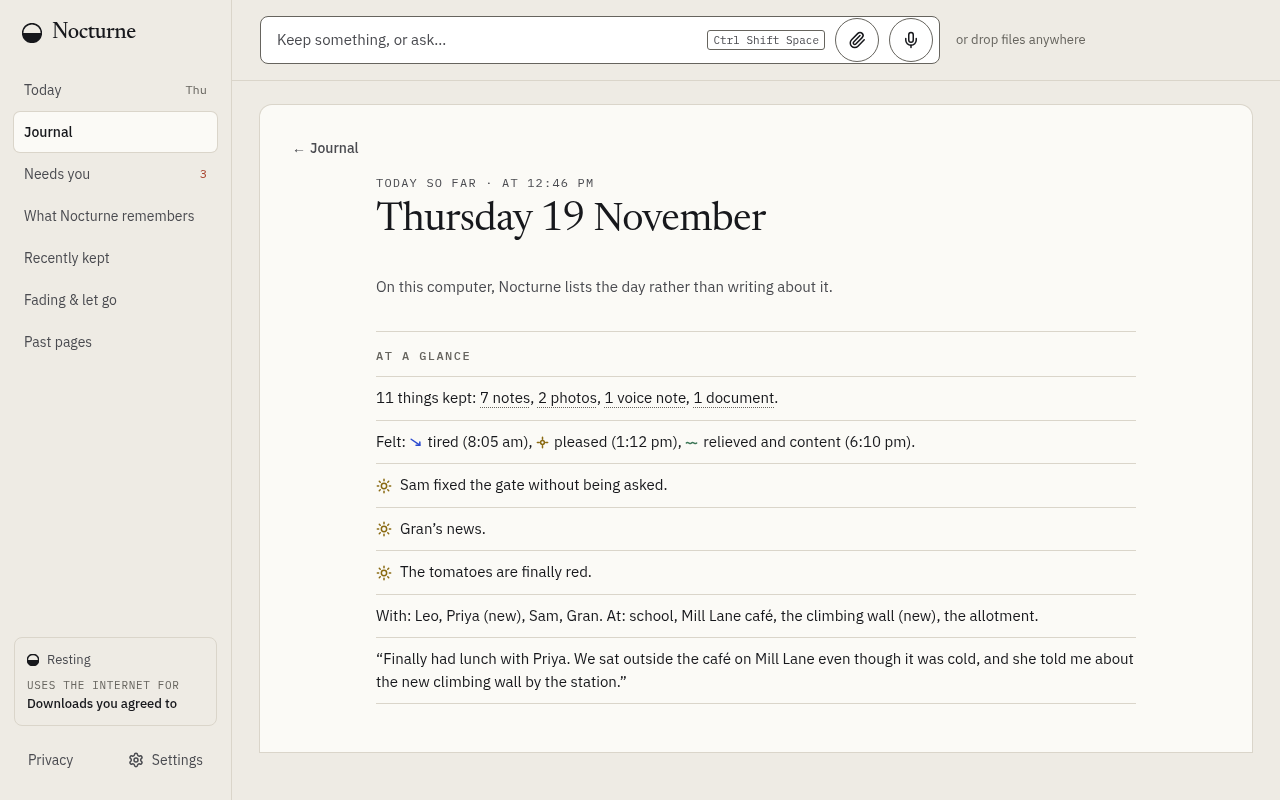 Nocturne
Keep something, or ask...
Ctrl Shift Space
or drop files anywhere
Today Thu
Journal
Needs you 3
What Nocturne remembers
Recently kept
Fading & let go
Past pages
← Journal
TODAY SO FAR · AT 12:46 PM
Thursday 19 November
On this computer, Nocturne lists the day rather than writing about it.
AT A GLANCE
11 things kept: 7 notes, 2 photos, 1 voice note, 1 document.
Felt: tired (8:05 am), pleased (1:12 pm), relieved and content (6:10 pm).
Sam fixed the gate without being asked.
Gran’s news.
The tomatoes are finally red.
With: Leo, Priya (new), Sam, Gran. At: school, Mill Lane café, the climbing wall (new), the allotment.
“Finally had lunch with Priya. We sat outside the café on Mill Lane even though it was cold, and she told me about
the new climbing wall by the station.”
Resting
USES THE INTERNET FOR
Downloads you agreed to
Privacy Settings